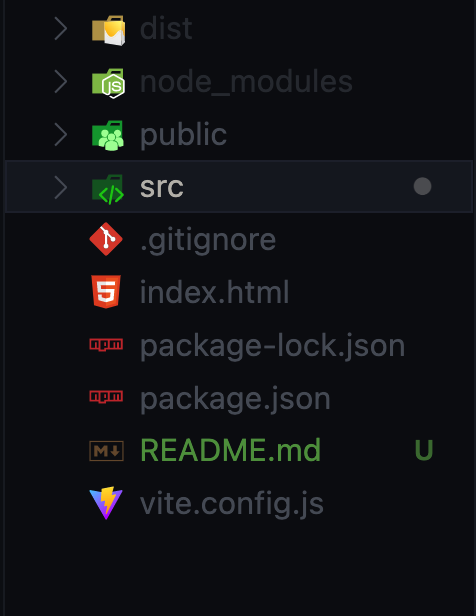 dist
node_modules
public
src
.gitignore
index.html
package-lock.json
package.json
README.md U
vite.config.js